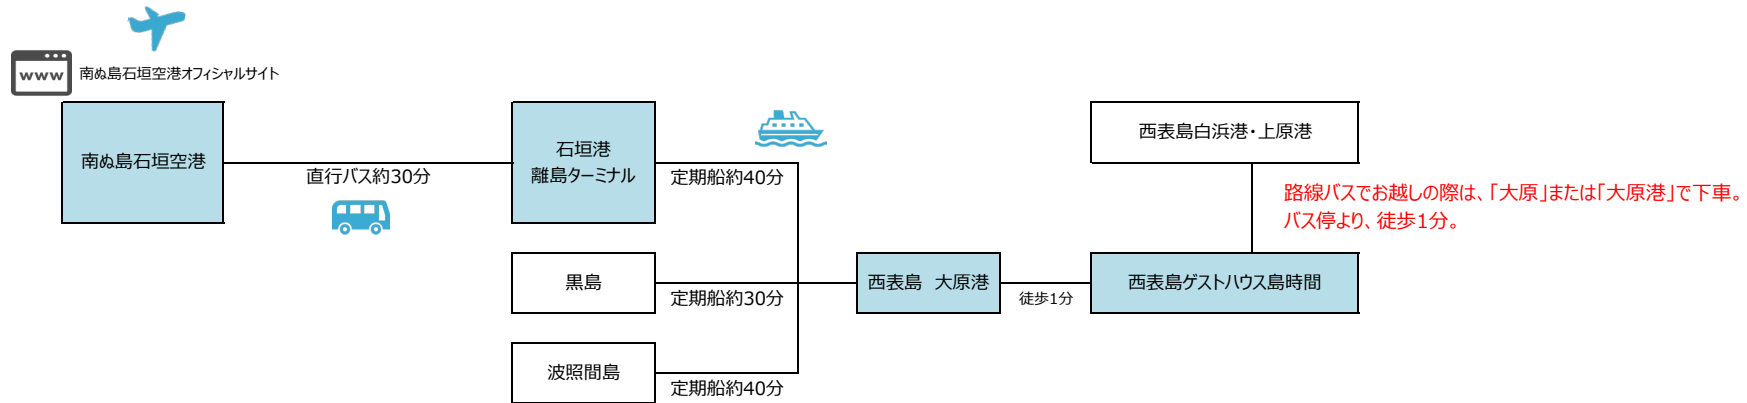 www
南ぬ島石垣空港オフィシャルサイト
南ぬ島石垣空港
直行バス約30分
石垣港
離島ターミナル
定期船約40分
西表島白浜港・上原港
路線バスでお越しの際は、「大原」または「大原港」で下車。
バス停より、徒歩1分。
黒島
定期船約30分
西表島　大原港
徒歩1分
西表島ゲストハウス島時間
波照間島
定期船約40分